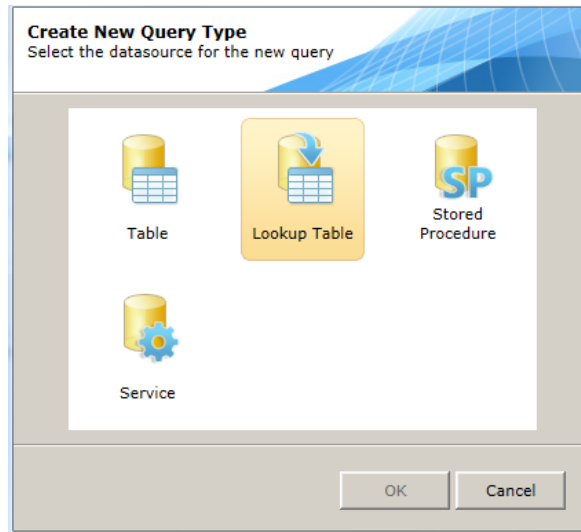 Create New Query Type
Select the datasource for the new query
Table
Lookup Table
SP
Stored
Procedure
Service
OK
Cancel